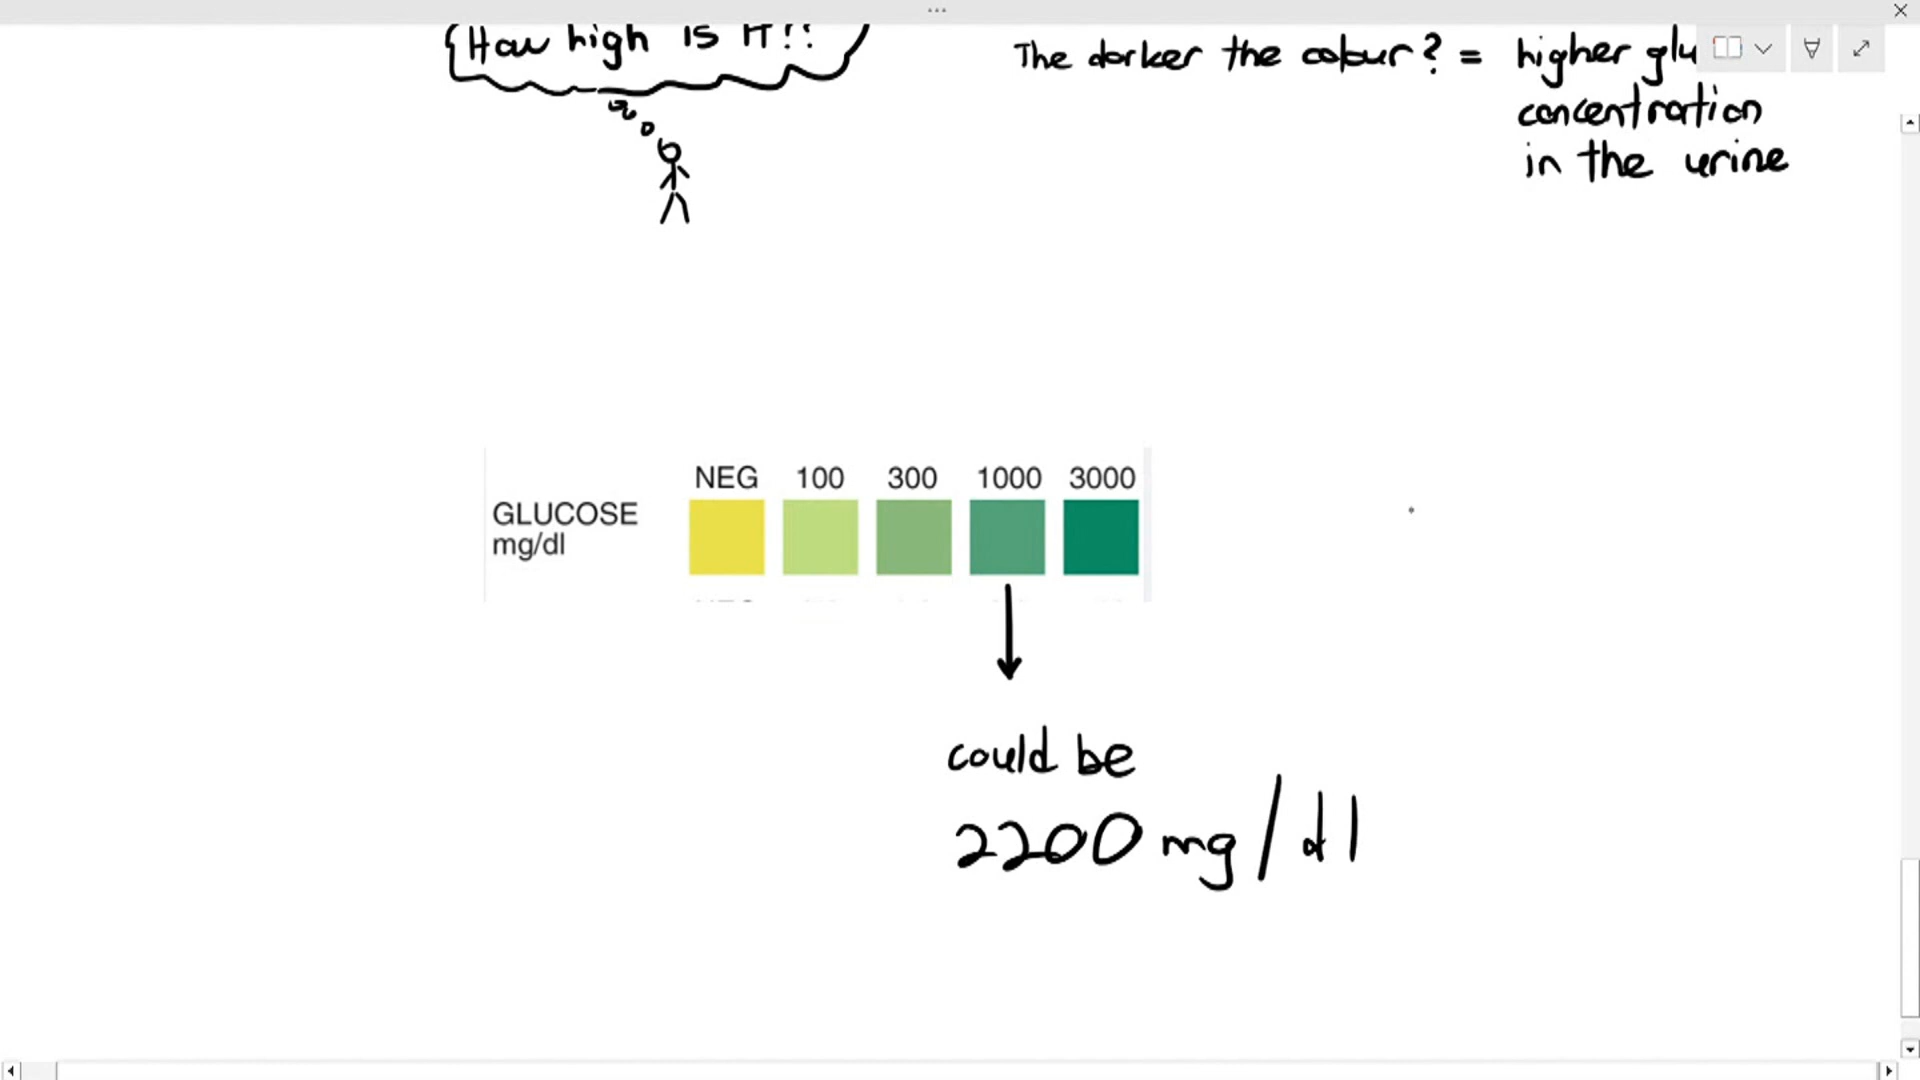 How high is it!!
The darker the colour? = higher glu
concentration
in the urine
NEG 100 300 1000 3000
GLUCOSE
mg/dl
could be
2200 mg/dl